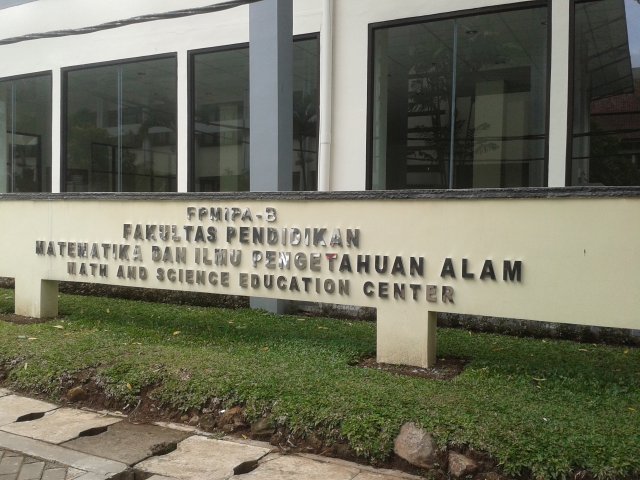 FPMIPA-B
FAKULTAS PENDIDIKAN
MATEMATIKA DAN ILMU PENGETAHUAN ALAM
MATH AND SCIENCE EDUCATION CENTER